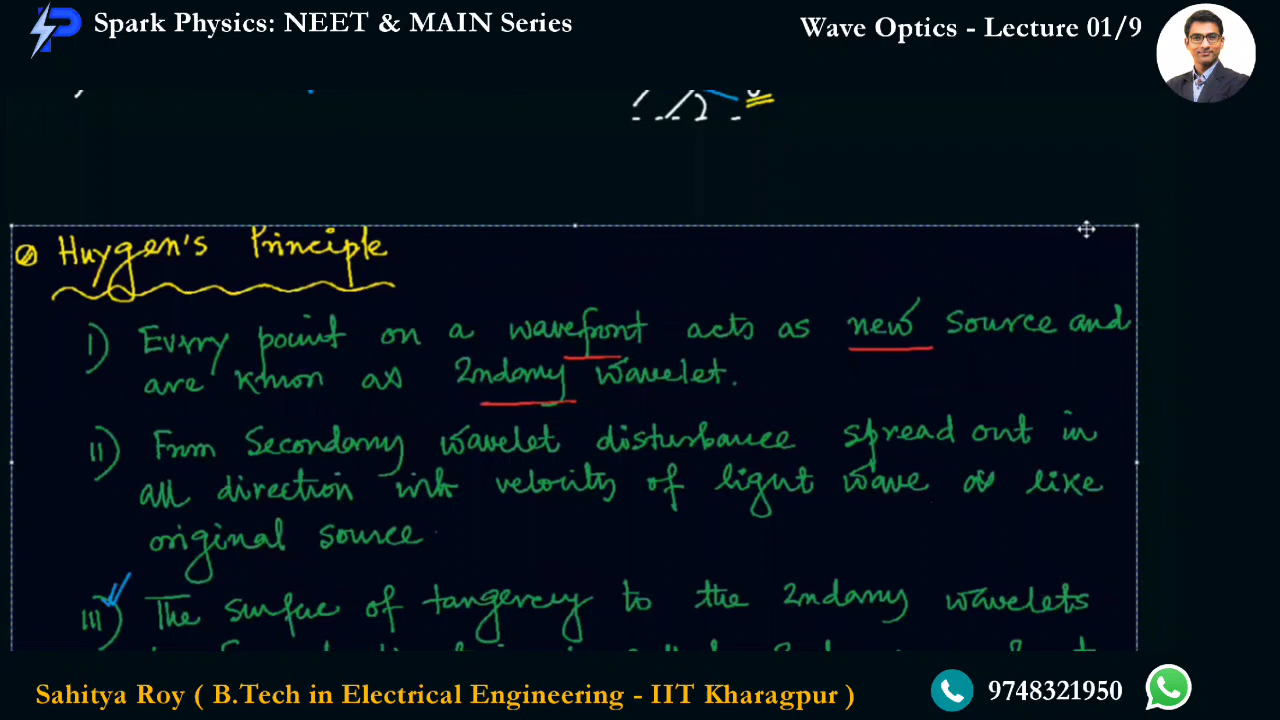 Spark Physics: NEET & MAIN Series
Wave Optics - Lecture 01/9
Huygen's Principle
I) Every point on a wavefront acts as new source and
are known as 2ndary wavelet.
II) From Secondary wavelet disturbance spread out in
all direction with velocity of light wave as like
original source
III) The surface of tangency to the 2ndary wavelets
Sahitya Roy ( B.Tech in Electrical Engineering - IIT Kharagpur )
9748321950